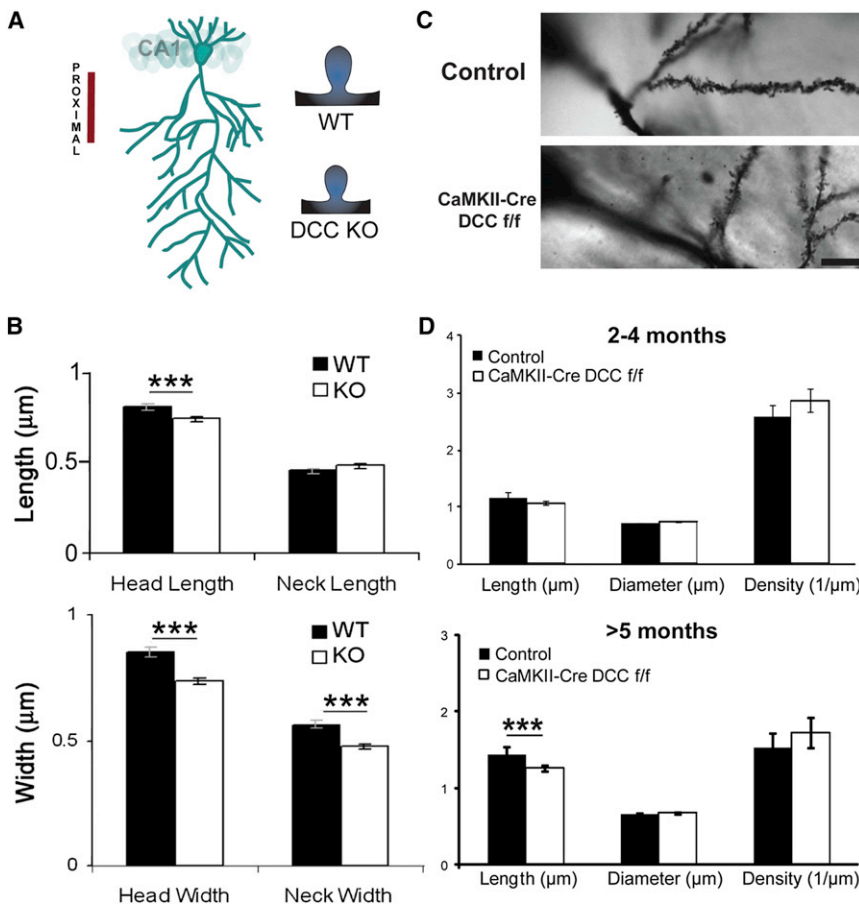 A
CA1
PROXIMAL
WT
DCC KO
C
Control
CaMKII-Cre
DCC f/f
B
1
0.5
0
Length (μm)
***
WT
KO
Head Length
Neck Length
1
0.5
0
Width (μm)
***
***
WT
KO
Head Width
Neck Width
D
2-4 months
4
3
2
1
0
Control
CaMKII-Cre DCC f/f
Length (μm)
Diameter (μm)
Density (1/μm)
>5 months
3
2
1
0
Control
CaMKII-Cre DCC f/f
***
Length (μm)
Diameter (μm)
Density (1/μm)